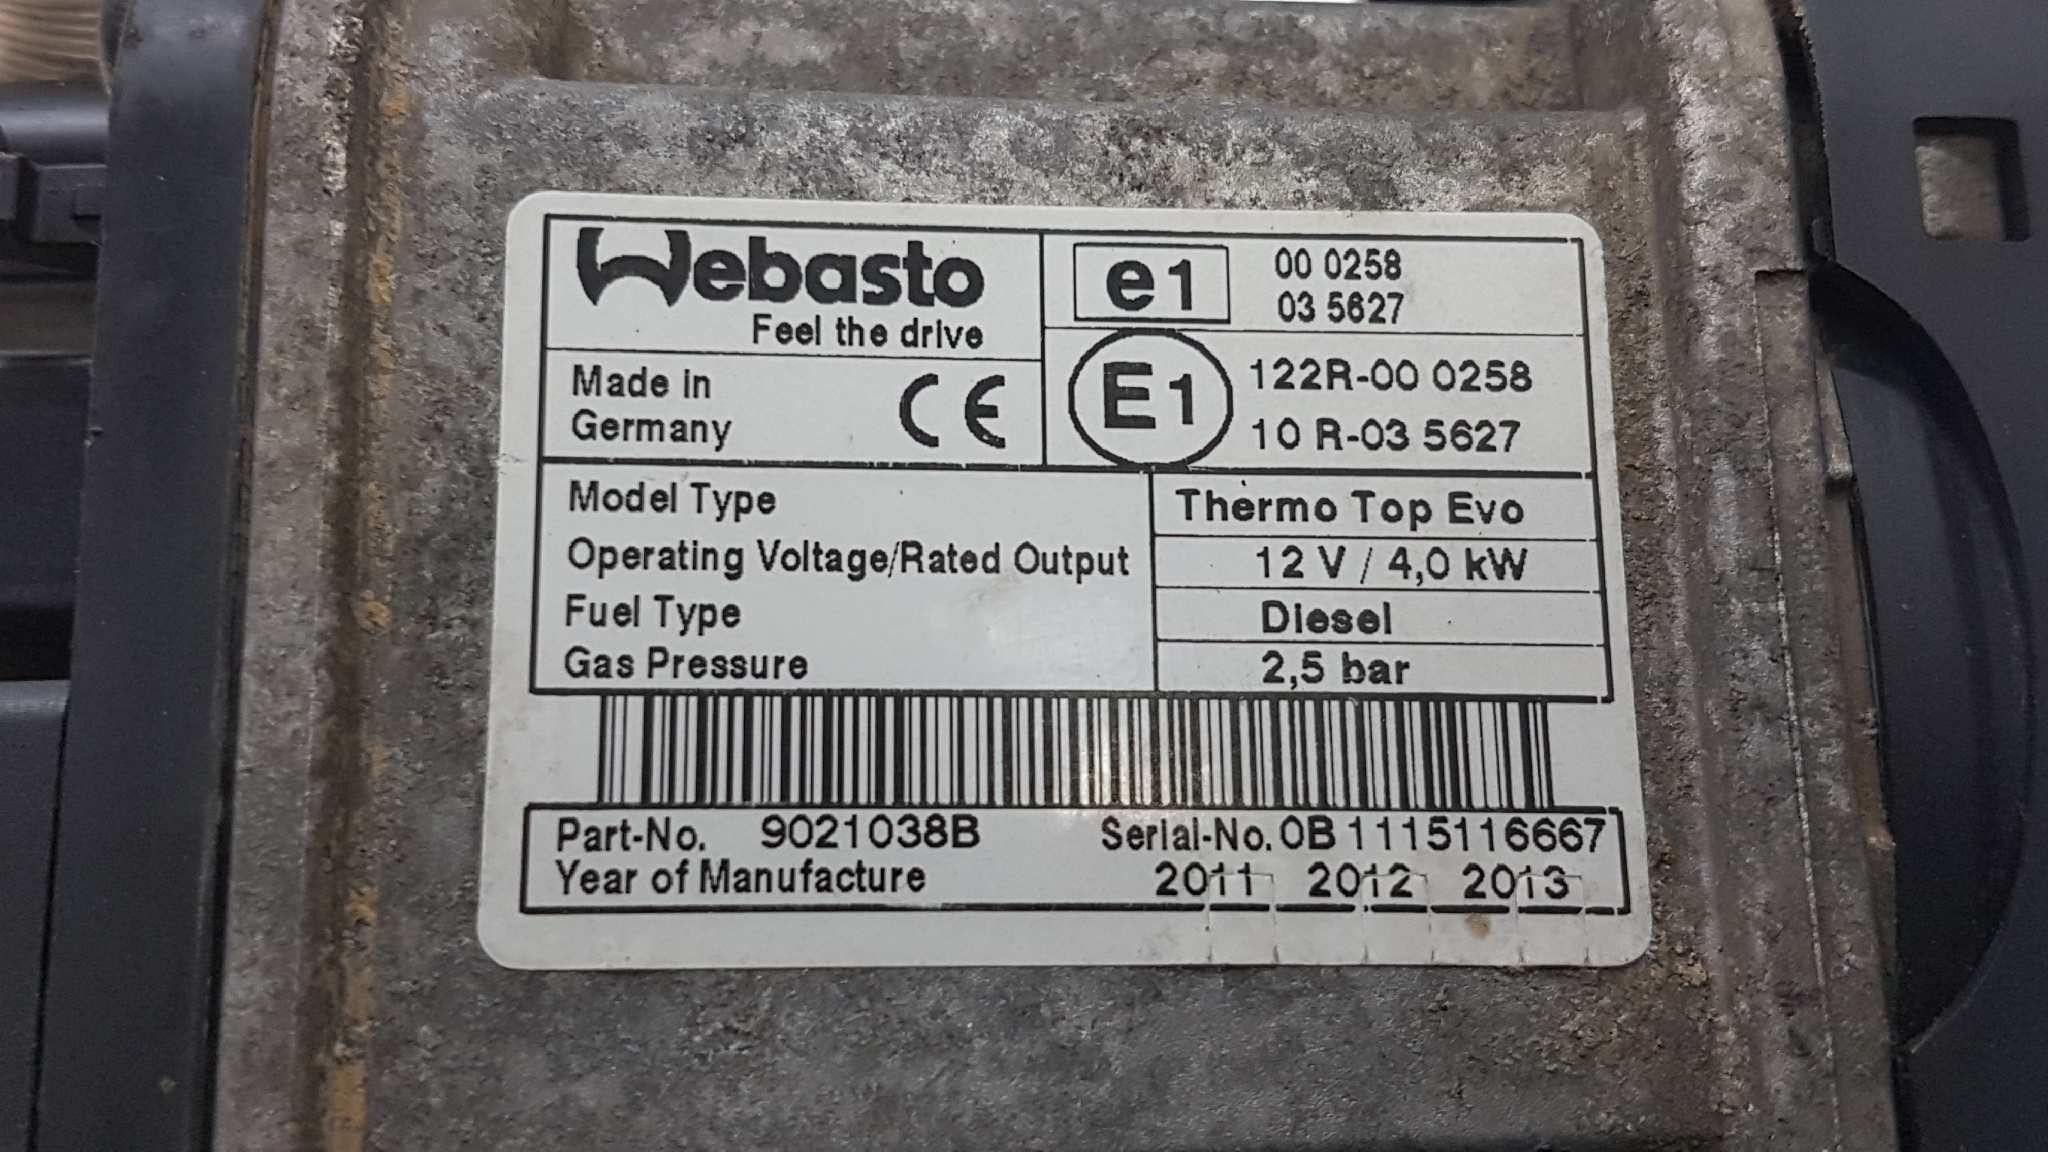 Webasto
Feel the drive
e1
00 0258
03 5627
Made in
Germany
CE
E1
122R-00 0258
10 R-03 5627
Model Type Thermo Top Evo
Operating Voltage/Rated Output 12 V / 4,0 kW
Fuel Type Diesel
Gas Pressure 2,5 bar
Part-No. 9021038B Serial-No. 0B1115116667
Year of Manufacture 2011 2012 2013